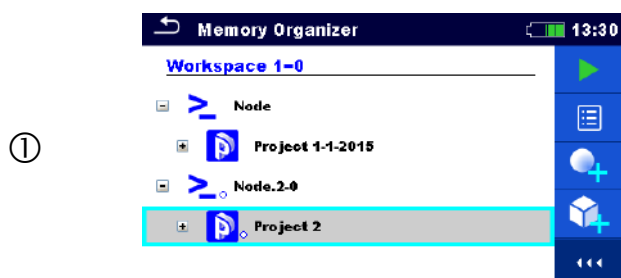 Memory Organizer 13:30
Workspace 1-0
Node
①
Project 1-1-2015
Node.2-0
Project 2